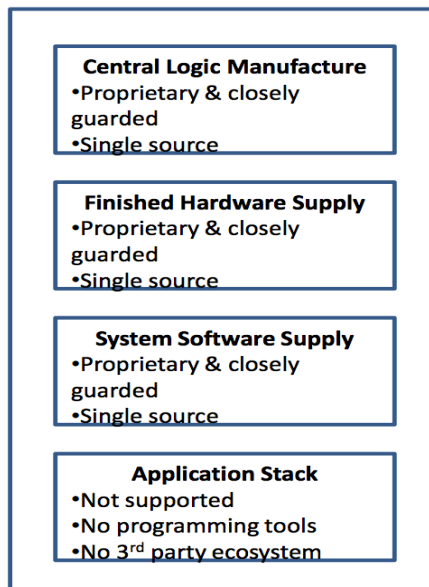 Central Logic Manufacture
•Proprietary & closely
guarded
•Single source
Finished Hardware Supply
•Proprietary & closely
guarded
•Single source
System Software Supply
•Proprietary & closely
guarded
•Single source
Application Stack
•Not supported
•No programming tools
•No 3rd party ecosystem